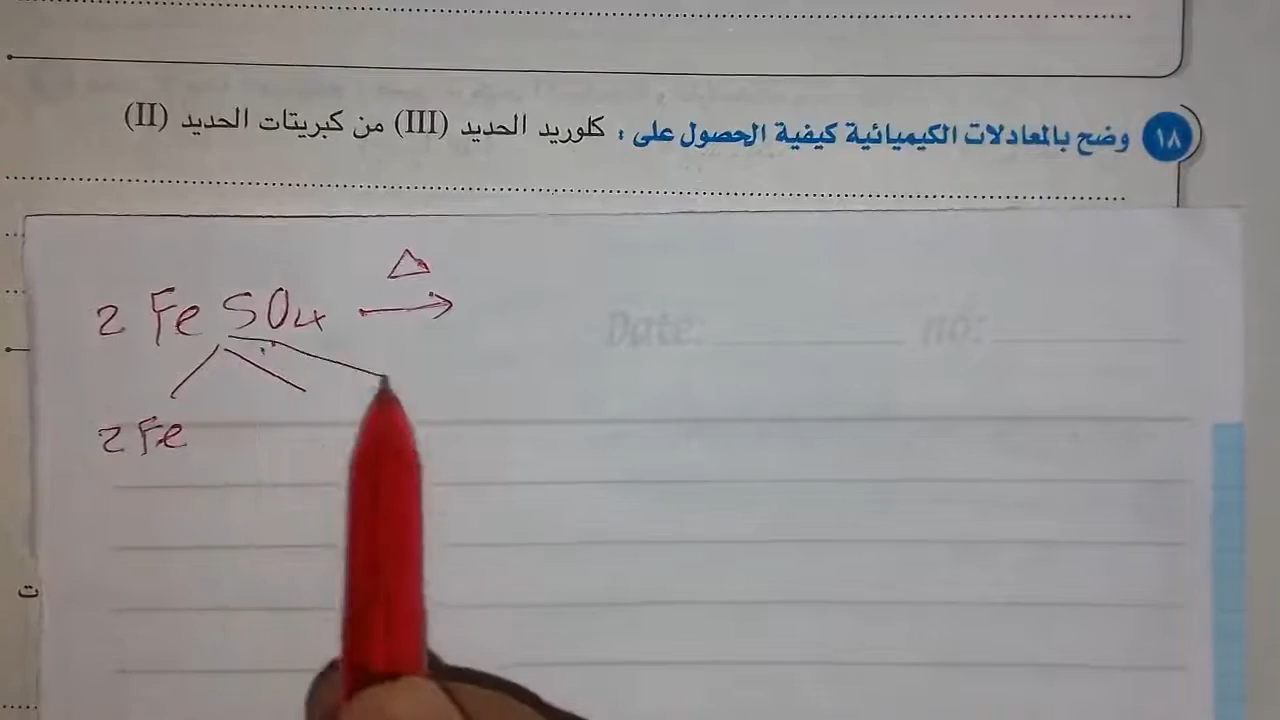 ١٨ وضح بالمعادلات الكيميائية كيفية الحصول على : كلوريد الحديد (III) من كبريتات الحديد (II)
Δ
2 FeSO4 →
Date: no:
2 Fe
ت